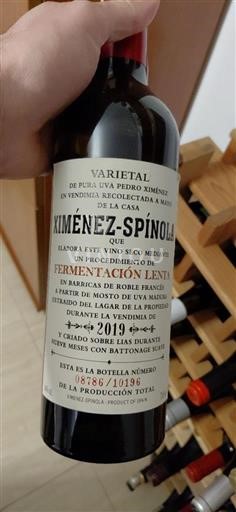 VARIETAL
DE PURA UVA PEDRO XIMÉNEZ
EN VENDIMIA RECOLECTADA A MANO
DE LA CASA
XIMÉNEZ-SPÍNOLA
QUE
ELABORA ESTE VINO SECO MEDIANTE
UN PROCEDIMIENTO DE
FERMENTACIÓN LENTA
EN BARRICAS DE ROBLE FRANCÉS
A PARTIR DE MOSTO DE UVA MADURA
EXTRAIDO DEL LAGAR DE LA PROPIEDAD
DURANTE LA VENDIMIA DE
2019
Y CRIADO SOBRE LIAS DURANTE
NUEVE MESES CON BATTONAGE SUAVE
ESTA ES LA BOTELLA NÚMERO
08786/10196
DE LA PRODUCCIÓN TOTAL
XIMENEZ-SPINOLA - PRODUCT OF SPAIN